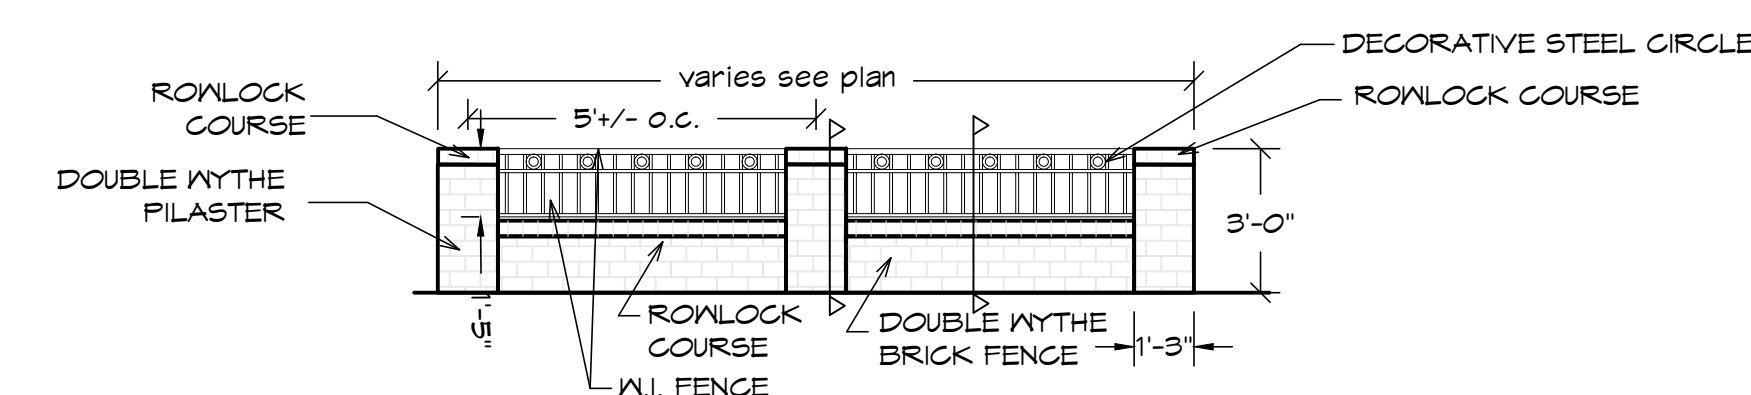 DECORATIVE STEEL CIRCLE
varies see plan
ROWLOCK
COURSE
ROWLOCK COURSE
5'+/- O.C.
DOUBLE WYTHE
PILASTER
3'-0"
1'-5"
ROWLOCK
COURSE
DOUBLE WYTHE
BRICK FENCE
1'-3"
W.I. FENCE